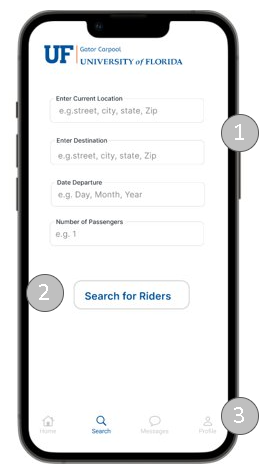 UF
Gator Carpool
UNIVERSITY of FLORIDA
Enter Current Location
e.g.street, city, state, Zip
1
Enter Destination
e.g.street, city, state, Zip
Date Departure
e.g. Day, Month, Year
Number of Passengers
e.g. 1
2
Search for Riders
3
Home
Search
Messages
Profile